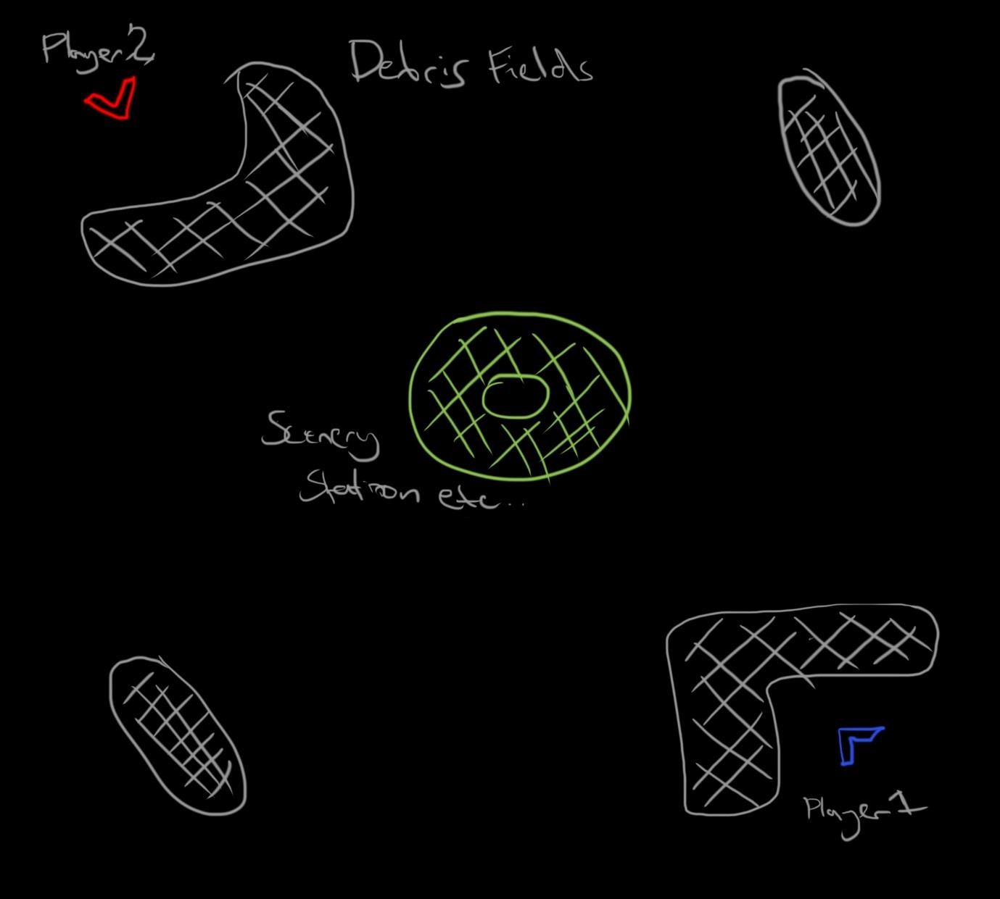 Player 2
Debris Fields
Scenery
Station etc...
Player 1